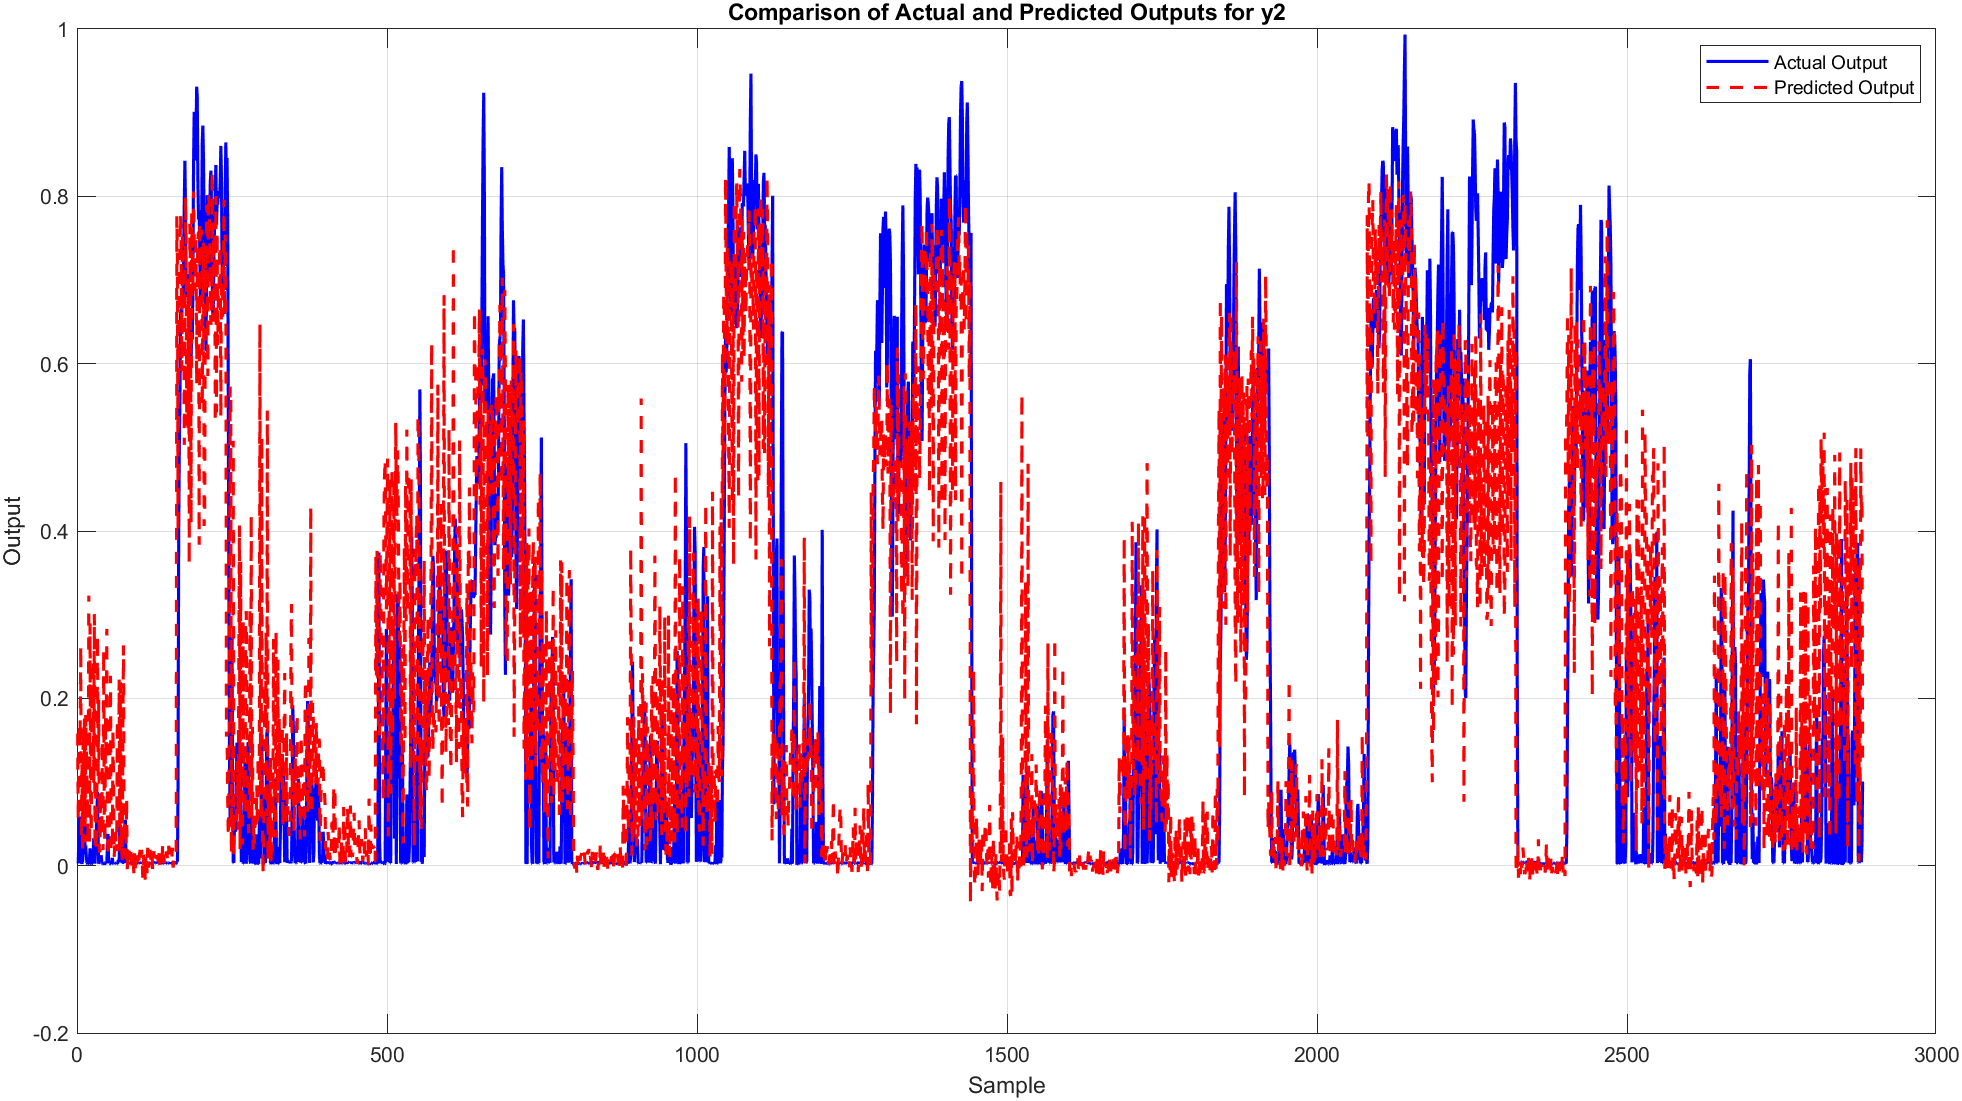 Comparison of Actual and Predicted Outputs for y2
Actual Output
Predicted Output
1
0.8
0.6
0.4
0.2
0
-0.2
Output
0
500
1000
1500
2000
2500
3000
Sample